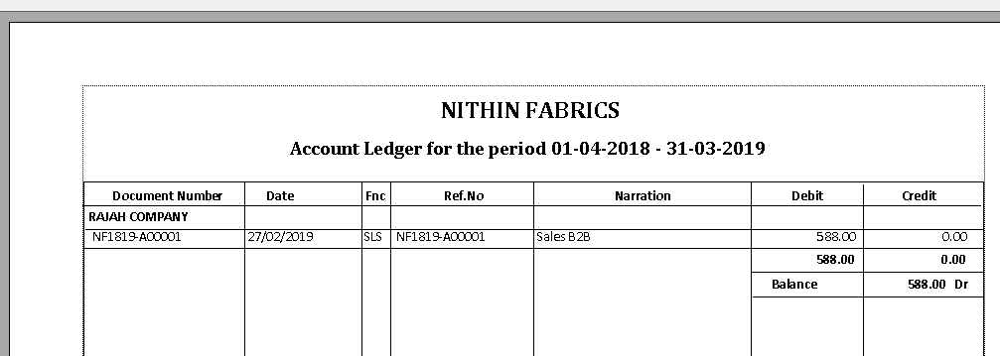 NITHIN FABRICS
Account Ledger for the period 01-04-2018 - 31-03-2019
Document Number Date Fnc Ref.No Narration Debit Credit
RAJAH COMPANY
NF1819-A00001 27/02/2019 SLS NF1819-A00001 Sales B2B 588.00 0.00
588.00 0.00
Balance 588.00 Dr